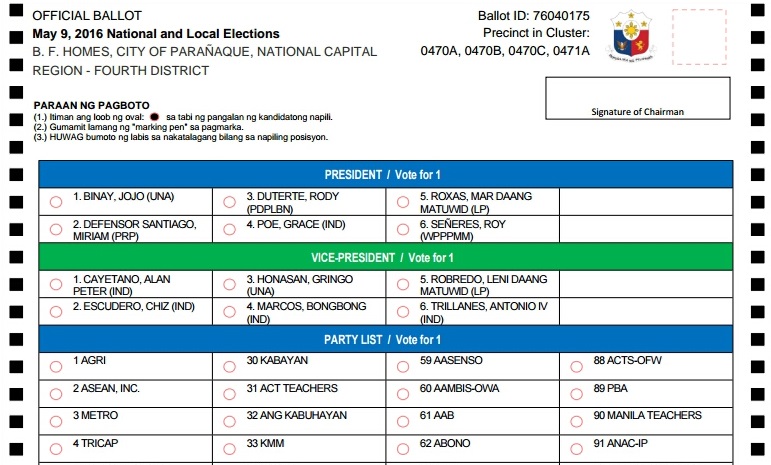 OFFICIAL BALLOT
May 9, 2016 National and Local Elections
B. F. HOMES, CITY OF PARAÑAQUE, NATIONAL CAPITAL
REGION - FOURTH DISTRICT
Ballot ID: 76040175
Precinct in Cluster:
0470A, 0470B, 0470C, 0471A
Signature of Chairman
PARAAN NG PAGBOTO
(1.) Itiman ang loob ng oval: sa tabi ng pangalan ng kandidatong napili.
(2.) Gumamit lamang ng "marking pen" sa pagmarka.
(3.) HUWAG bumoto ng labis sa nakatalagang bilang sa napiling posisyon.
PRESIDENT / Vote for 1
1. BINAY, JOJO (UNA)
2. DEFENSOR SANTIAGO,
MIRIAM (PRP)
3. DUTERTE, RODY
(PDPLBN)
4. POE, GRACE (IND)
5. ROXAS, MAR DAANG
MATUWID (LP)
6. SEÑERES, ROY
(WPPPMM)
VICE-PRESIDENT / Vote for 1
1. CAYETANO, ALAN
PETER (IND)
2. ESCUDERO, CHIZ (IND)
3. HONASAN, GRINGO
(UNA)
4. MARCOS, BONGBONG
(IND)
5. ROBREDO, LENI DAANG
MATUWID (LP)
6. TRILLANES, ANTONIO IV
(IND)
PARTY LIST / Vote for 1
1 AGRI
2 ASEAN, INC.
3 METRO
4 TRICAP
30 KABAYAN
31 ACT TEACHERS
32 ANG KABUHAYAN
33 KMM
59 AASENSO
60 AAMBIS-OWA
61 AAB
62 ABONO
88 ACTS-OFW
89 PBA
90 MANILA TEACHERS
91 ANAC-IP